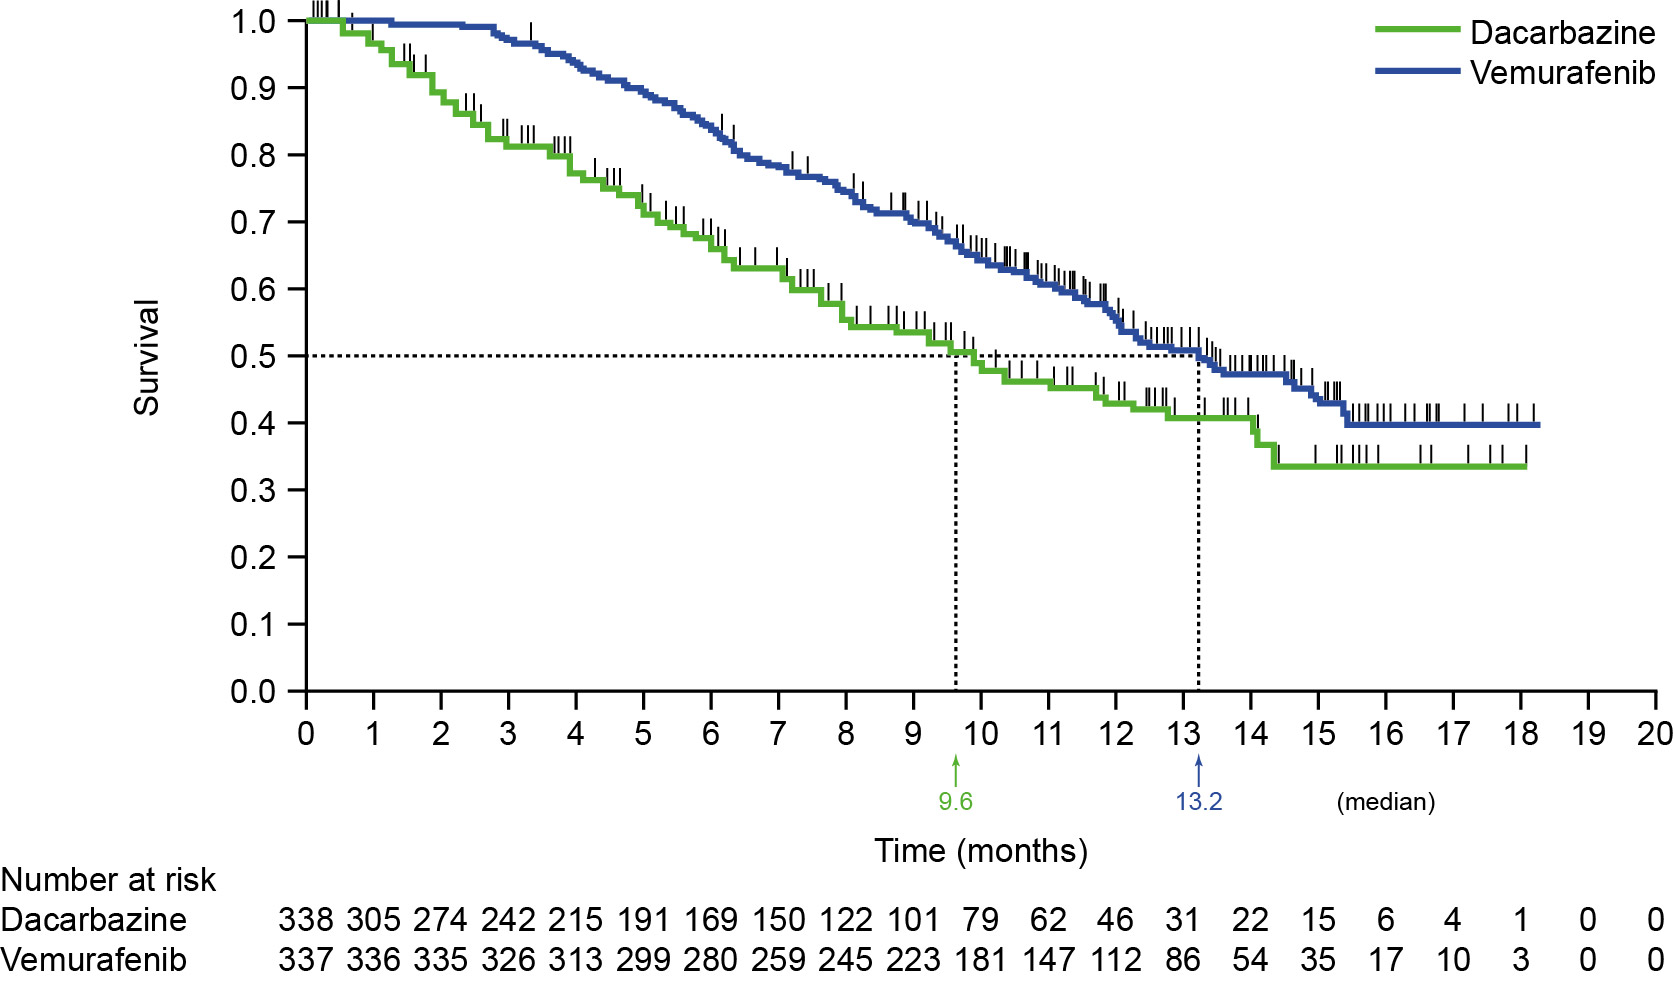 Dacarbazine
Vemurafenib
1.0
0.9
0.8
0.7
0.6
0.5
0.4
0.3
0.2
0.1
0.0
Survival
0 1 2 3 4 5 6 7 8 9 10 11 12 13 14 15 16 17 18 19 20
9.6 13.2 (median)
Time (months)
Number at risk
Dacarbazine 338 305 274 242 215 191 169 150 122 101 79 62 46 31 22 15 6 4 1 0 0
Vemurafenib 337 336 335 326 313 299 280 259 245 223 181 147 112 86 54 35 17 10 3 0 0